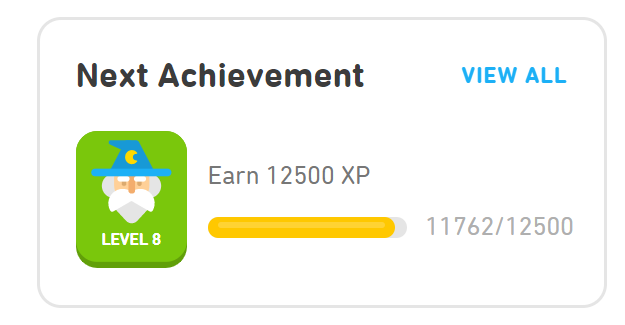 Next Achievement
VIEW ALL
Earn 12500 XP
LEVEL 8
11762/12500